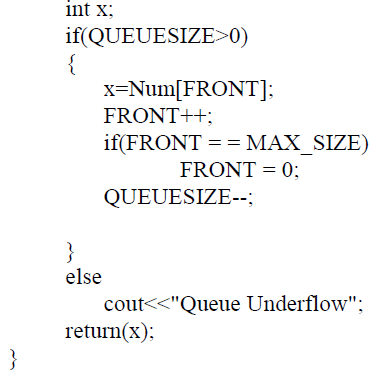 int x;
if(QUEUESIZE>0)
{
x=Num[FRONT];
FRONT++;
if(FRONT = = MAX_SIZE)
FRONT = 0;
QUEUESIZE--;
}
else
cout<<"Queue Underflow";
return(x);
}